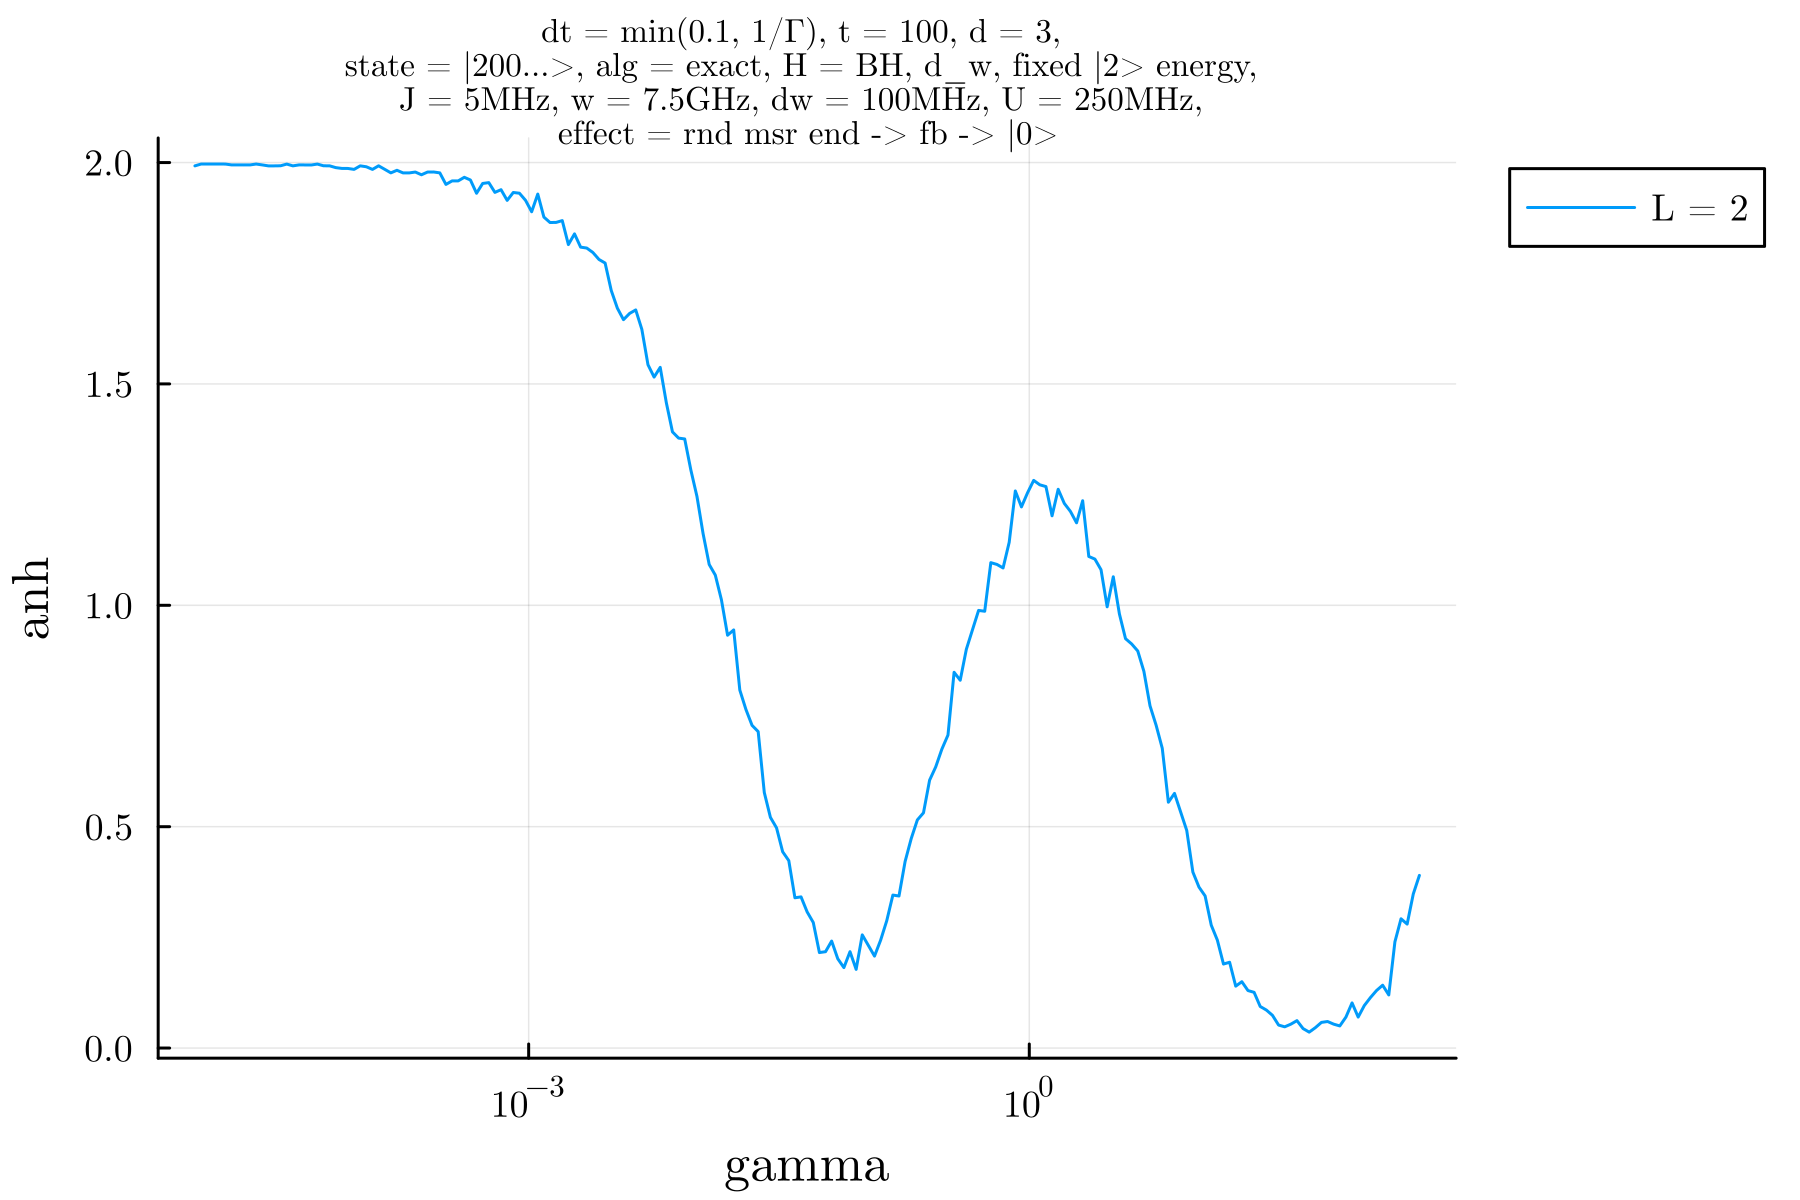 dt = min(0.1, 1/Γ), t = 100, d = 3,
state = |200...>, alg = exact, H = BH, d_w, fixed |2> energy,
J = 5MHz, w = 7.5GHz, dw = 100MHz, U = 250MHz,
effect = rnd msr end -> fb -> |0>
L = 2
anh
2.0
1.5
1.0
0.5
0.0
10⁻³
10⁰
gamma